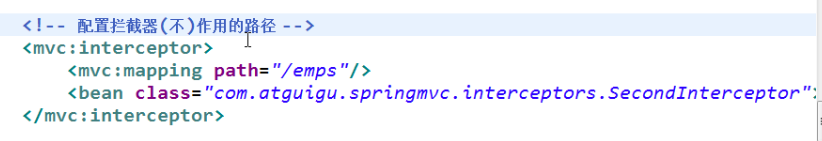 <!-- 配置拦截器(不)作用的路径 -->
<mvc:interceptor>
<mvc:mapping path="/emps"/>
<bean class="com.atguigu.springmvc.interceptors.SecondInterceptor">
</mvc:interceptor>